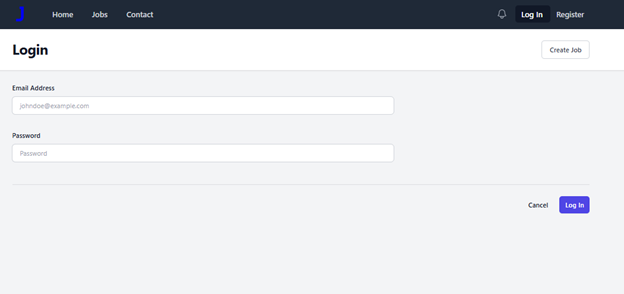 J Home Jobs Contact Log In Register
Login Create Job
Email Address
johndoe@example.com
Password
Password
Cancel Log In